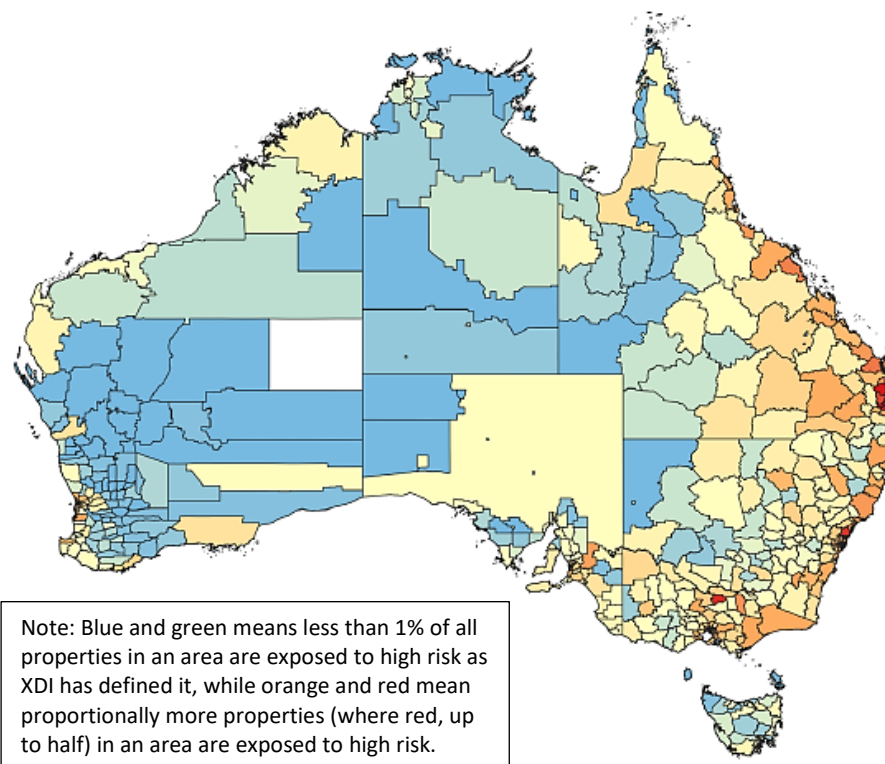 Note: Blue and green means less than 1% of all
properties in an area are exposed to high risk as
XDI has defined it, while orange and red mean
proportionally more properties (where red, up
to half) in an area are exposed to high risk.